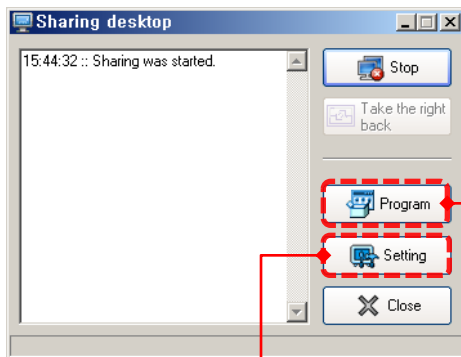 Sharing desktop
15:44:32 :: Sharing was started.
Stop
Take the right
back
Program
Setting
Close